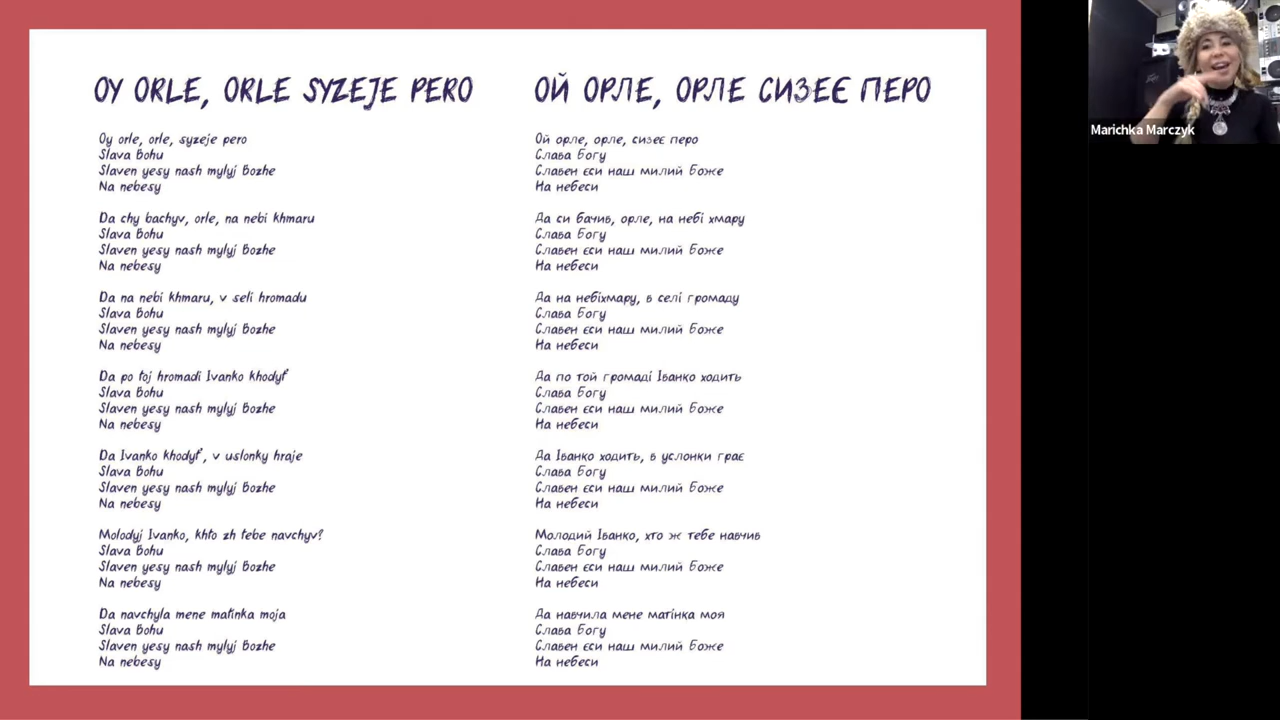 OY ORLE, ORLE SYZEJE PERO
Oy orle, orle, syzeje pero
Slava Bohu
Slaven yesy nash mylyj Bozhe
Na nebesy
Da chy bachyv, orle, na nebi khmaru
Slava Bohu
Slaven yesy nash mylyj Bozhe
Na nebesy
Da na nebi khmaru, v seli hromadu
Slava Bohu
Slaven yesy nash mylyj Bozhe
Na nebesy
Da po toj hromadi Ivanko khodyt'
Slava Bohu
Slaven yesy nash mylyj Bozhe
Na nebesy
Da Ivanko khodyt', v uslonky hraje
Slava Bohu
Slaven yesy nash mylyj Bozhe
Na nebesy
Molodyj Ivanko, khto zh tebe navchyv?
Slava Bohu
Slaven yesy nash mylyj Bozhe
Na nebesy
Da navchyla mene matinka moja
Slava Bohu
Slaven yesy nash mylyj Bozhe
Na nebesy
ОЙ ОРЛЕ, ОРЛЕ СИЗЕЄ ПЕРО
Ой орле, орле, сизеє перо
Слава Богу
Славен єси наш милий Боже
На небеси
Да си бачив, орле, на небі хмару
Слава Богу
Славен єси наш милий Боже
На небеси
Да на небіхмару, в селі громаду
Слава Богу
Славен єси наш милий Боже
На небеси
Да по той громаді Іванко ходить
Слава Богу
Славен єси наш милий Боже
На небеси
Да Іванко ходить, в услонки грає
Слава Богу
Славен єси наш милий Боже
На небеси
Молодий Іванко, хто ж тебе навчив
Слава Богу
Славен єси наш милий Боже
На небеси
Да навчила мене матінка моя
Слава Богу
Славен єси наш милий Боже
На небеси
Marichka Marczyk